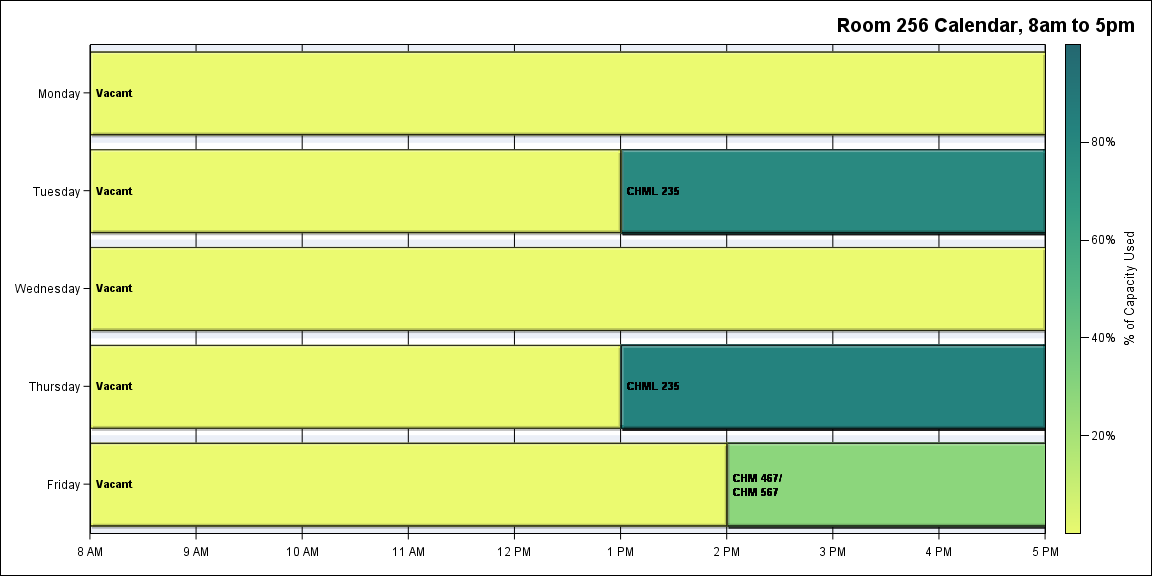 Room 256 Calendar, 8am to 5pm
Monday
Vacant
Tuesday
Vacant
CHML 235
Wednesday
Vacant
Thursday
Vacant
CHML 235
Friday
Vacant
CHM 467/
CHM 567
8 AM
9 AM
10 AM
11 AM
12 PM
1 PM
2 PM
3 PM
4 PM
5 PM
80%
60%
40%
20%
% of Capacity Used